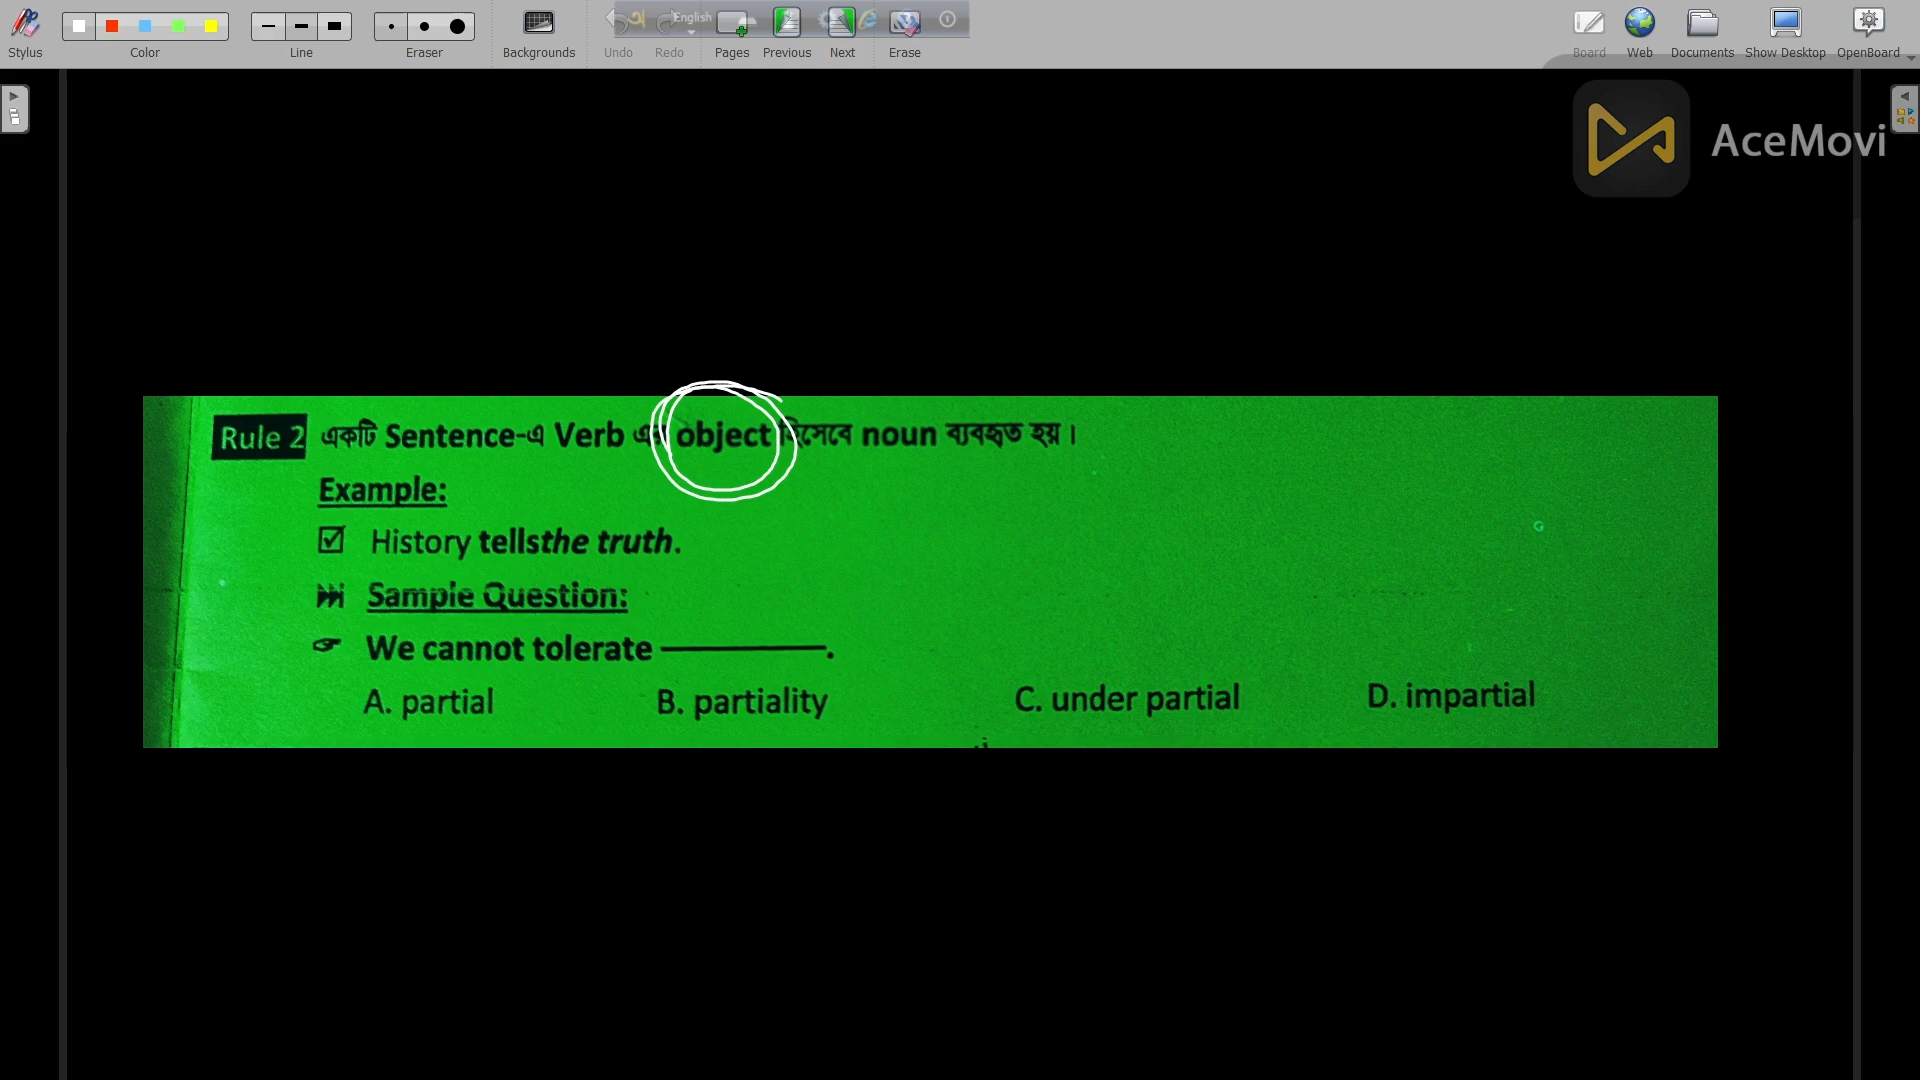 Stylus Color Line Eraser Backgrounds Undo Redo Pages Previous Next Erase Board Web Documents Show Desktop OpenBoard
English
AceMovi
Rule 2 একটি Sentence-এ Verb এর object হিসেবে noun ব্যবহৃত হয়।
Example:
☑ History tellsthe truth.
Sample Question:
☞ We cannot tolerate ————.
A. partial B. partiality C. under partial D. impartial